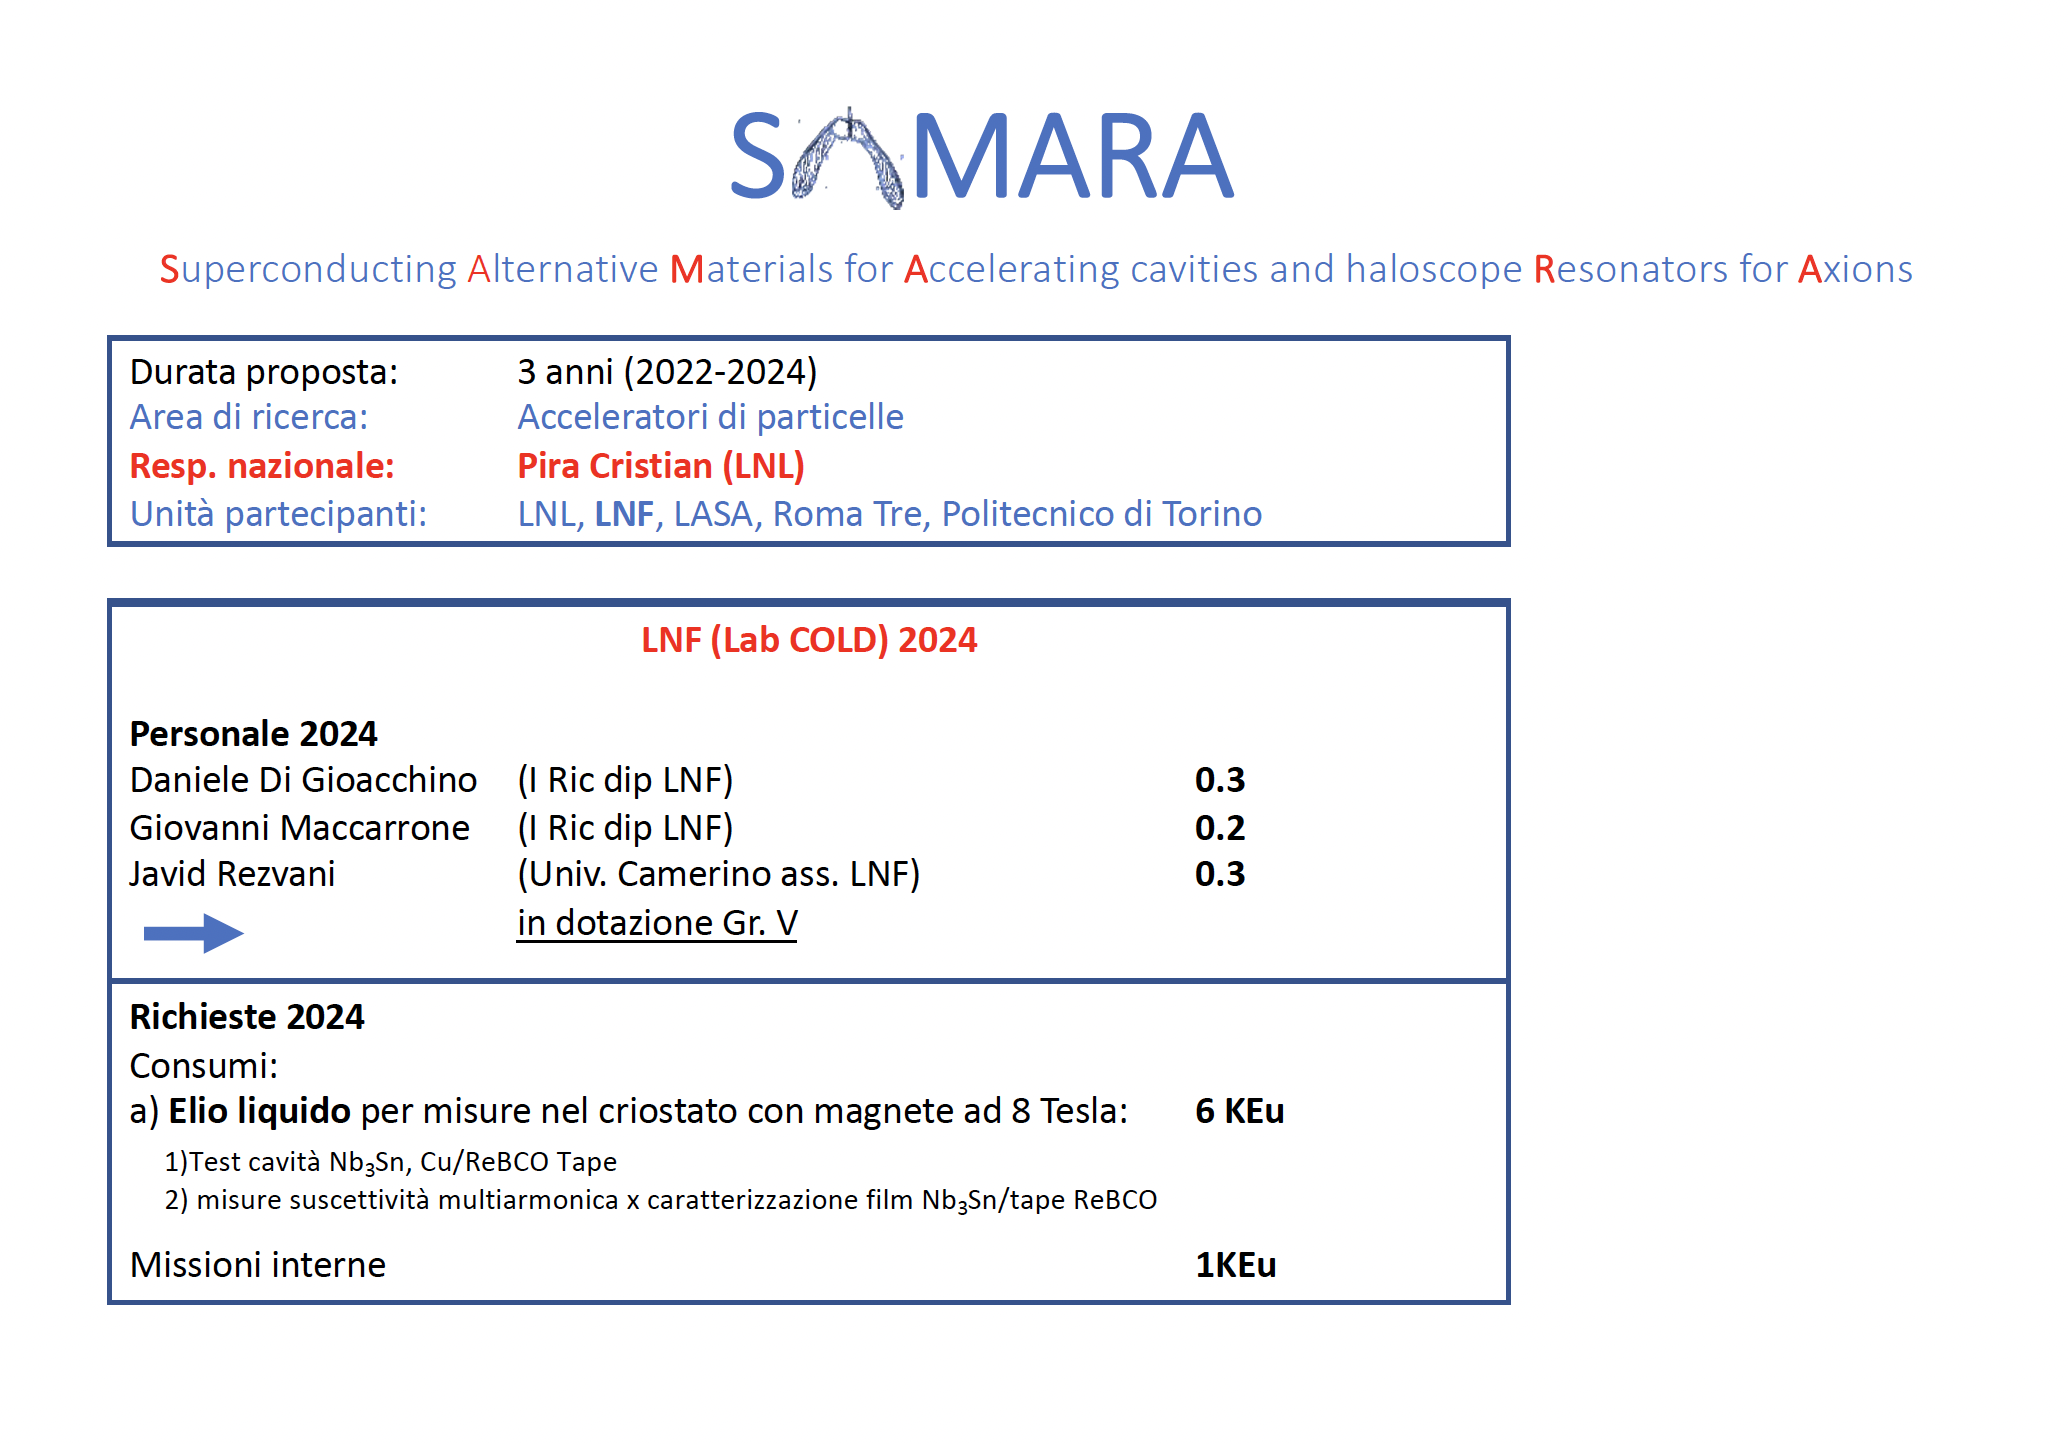 SAMARA
Superconducting Alternative Materials for Accelerating cavities and haloscope Resonators for Axions
Durata proposta: 3 anni (2022-2024)
Area di ricerca: Acceleratori di particelle
Resp. nazionale: Pira Cristian (LNL)
Unità partecipanti: LNL, LNF, LASA, Roma Tre, Politecnico di Torino
LNF (Lab COLD) 2024
Personale 2024
Daniele Di Gioacchino (I Ric dip LNF) 0.3
Giovanni Maccarrone (I Ric dip LNF) 0.2
Javid Rezvani (Univ. Camerino ass. LNF) 0.3
in dotazione Gr. V
Richieste 2024
Consumi:
a) Elio liquido per misure nel criostato con magnete ad 8 Tesla: 6 KEu
1)Test cavità Nb₃Sn, Cu/ReBCO Tape
2) misure suscettività multiarmonica x caratterizzazione film Nb₃Sn/tape ReBCO
Missioni interne 1KEu